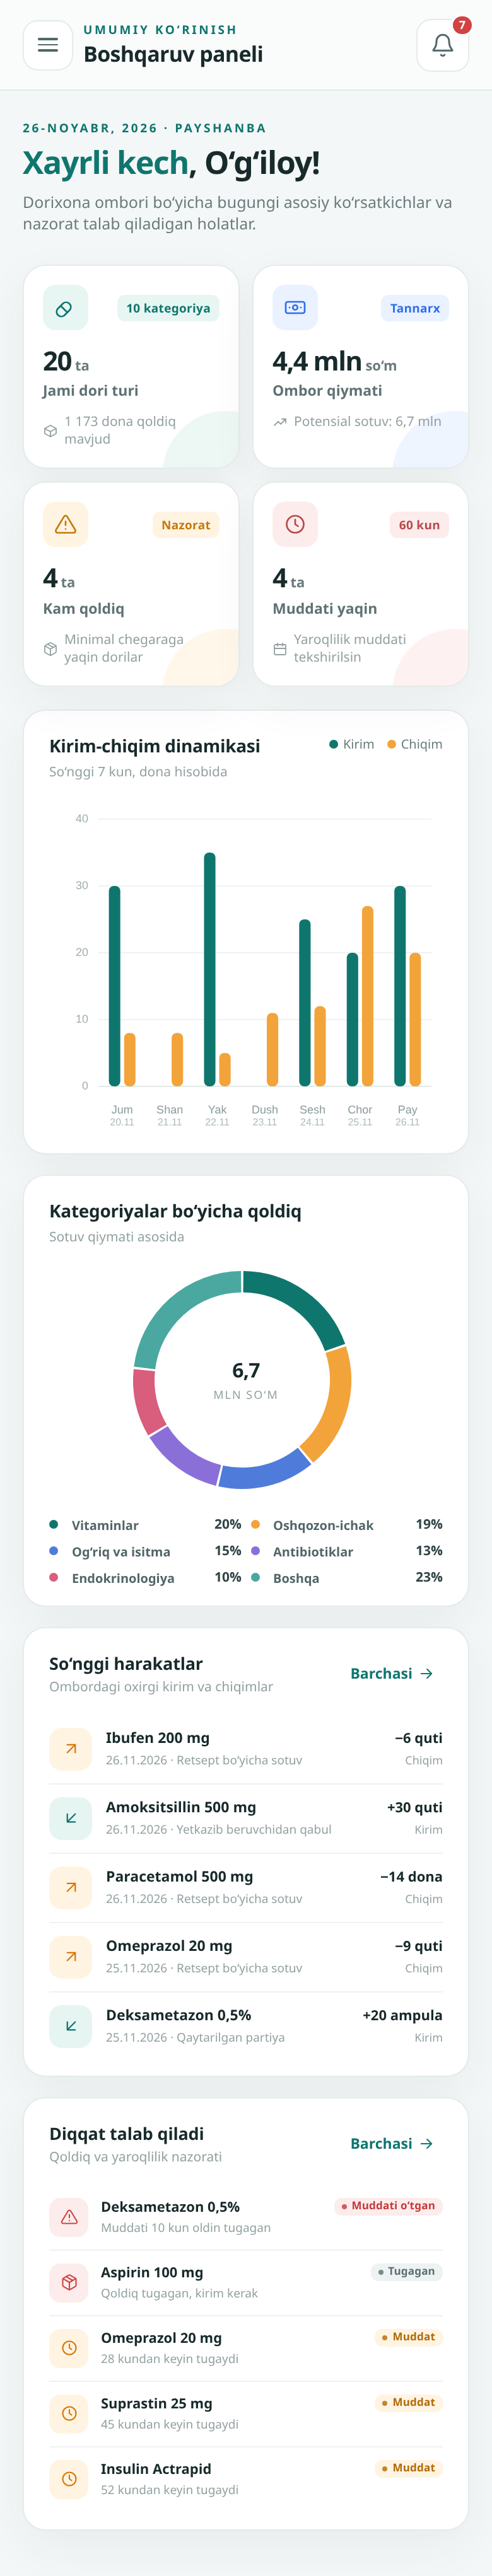 UMUMIY KO‘RINISH
Boshqaruv paneli
7
26-NOYABR, 2026 · PAYSHANBA
Xayrli kech, O‘g‘iloy!
Dorixona ombori bo‘yicha bugungi asosiy ko‘rsatkichlar va
nazorat talab qiladigan holatlar.
10 kategoriya
20 ta
Jami dori turi
1 173 dona qoldiq
mavjud
Tannarx
4,4 mln so‘m
Ombor qiymati
Potensial sotuv: 6,7 mln
Nazorat
4 ta
Kam qoldiq
Minimal chegaraga
yaqin dorilar
60 kun
4 ta
Muddati yaqin
Yaroqlilik muddati
tekshirilsin
Kirim-chiqim dinamikasi
Kirim Chiqim
So‘nggi 7 kun, dona hisobida
40
30
20
10
0
Jum Shan Yak Dush Sesh Chor Pay
20.11 21.11 22.11 23.11 24.11 25.11 26.11
Kategoriyalar bo‘yicha qoldiq
Sotuv qiymati asosida
6,7
MLN SO‘M
Vitaminlar 20% Oshqozon-ichak 19%
Og‘riq va isitma 15% Antibiotiklar 13%
Endokrinologiya 10% Boshqa 23%
So‘nggi harakatlar
Barchasi →
Ombordagi oxirgi kirim va chiqimlar
Ibufen 200 mg −6 quti
26.11.2026 · Retsept bo‘yicha sotuv Chiqim
Amoksitsillin 500 mg +30 quti
26.11.2026 · Yetkazib beruvchidan qabul Kirim
Paracetamol 500 mg −14 dona
26.11.2026 · Retsept bo‘yicha sotuv Chiqim
Omeprazol 20 mg −9 quti
25.11.2026 · Retsept bo‘yicha sotuv Chiqim
Deksametazon 0,5% +20 ampula
25.11.2026 · Qaytarilgan partiya Kirim
Diqqat talab qiladi
Barchasi →
Qoldiq va yaroqlilik nazorati
Deksametazon 0,5% Muddati o‘tgan
Muddati 10 kun oldin tugagan
Aspirin 100 mg Tugagan
Qoldiq tugagan, kirim kerak
Omeprazol 20 mg Muddat
28 kundan keyin tugaydi
Suprastin 25 mg Muddat
45 kundan keyin tugaydi
Insulin Actrapid Muddat
52 kundan keyin tugaydi